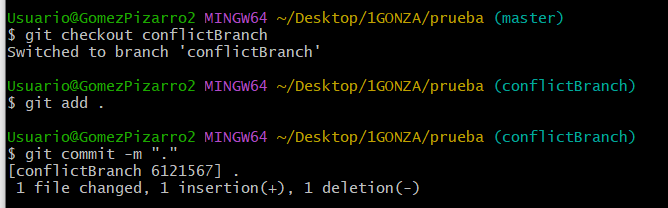 Usuario@GomezPizarro2 MINGW64 ~/Desktop/1GONZA/prueba (master)
$ git checkout conflictBranch
Switched to branch 'conflictBranch'
Usuario@GomezPizarro2 MINGW64 ~/Desktop/1GONZA/prueba (conflictBranch)
$ git add .
Usuario@GomezPizarro2 MINGW64 ~/Desktop/1GONZA/prueba (conflictBranch)
$ git commit -m "."
[conflictBranch 6121567] .
 1 file changed, 1 insertion(+), 1 deletion(-)